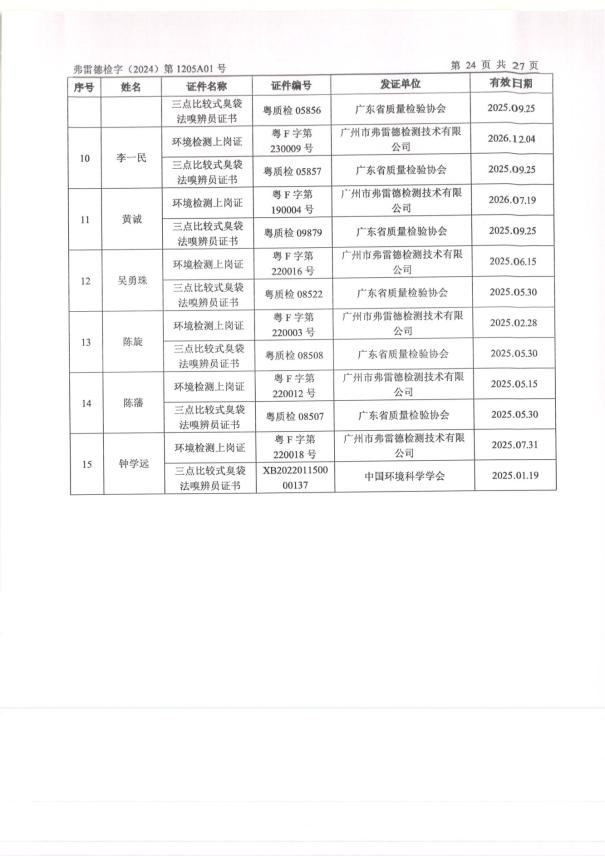 弗雷德检字（2024）第 1205A01 号
第 24 页 共 27 页
序号 姓名 证件名称 证件编号 发证单位 有效日期
三点比较式臭袋
法嗅辨员证书
粤质检 05856
广东省质量检验协会
2025.09.25
10
李一民
环境检测上岗证
粤 F 字第
230009 号
广州市弗雷德检测技术有限
公司
2026.12.04
三点比较式臭袋
法嗅辨员证书
粤质检 05857
广东省质量检验协会
2025.09.25
11
黄诚
环境检测上岗证
粤 F 字第
190004 号
广州市弗雷德检测技术有限
公司
2026.07.19
三点比较式臭袋
法嗅辨员证书
粤质检 09879
广东省质量检验协会
2025.09.25
12
吴勇珠
环境检测上岗证
粤 F 字第
220016 号
广州市弗雷德检测技术有限
公司
2025.06.15
三点比较式臭袋
法嗅辨员证书
粤质检 08522
广东省质量检验协会
2025.05.30
13
陈旋
环境检测上岗证
粤 F 字第
220003 号
广州市弗雷德检测技术有限
公司
2025.02.28
三点比较式臭袋
法嗅辨员证书
粤质检 08508
广东省质量检验协会
2025.05.30
14
陈藩
环境检测上岗证
粤 F 字第
220012 号
广州市弗雷德检测技术有限
公司
2025.05.15
三点比较式臭袋
法嗅辨员证书
粤质检 08507
广东省质量检验协会
2025.05.30
15
钟学远
环境检测上岗证
粤 F 字第
220018 号
广州市弗雷德检测技术有限
公司
2025.07.31
三点比较式臭袋
法嗅辨员证书
XB2022011500
00137
中国环境科学学会
2025.01.19